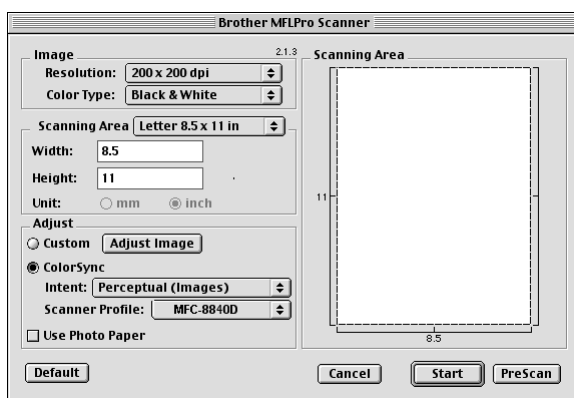 Brother MFLPro Scanner
Image 2.1.3
Resolution: 200 x 200 dpi
Color Type: Black & White
Scanning Area Letter 8.5 x 11 in
Width: 8.5
Height: 11
Unit: mm inch
Adjust
Custom Adjust Image
ColorSync
Intent: Perceptual (Images)
Scanner Profile: MFC-8840D
Use Photo Paper
Default
Scanning Area
11
8.5
Cancel Start PreScan